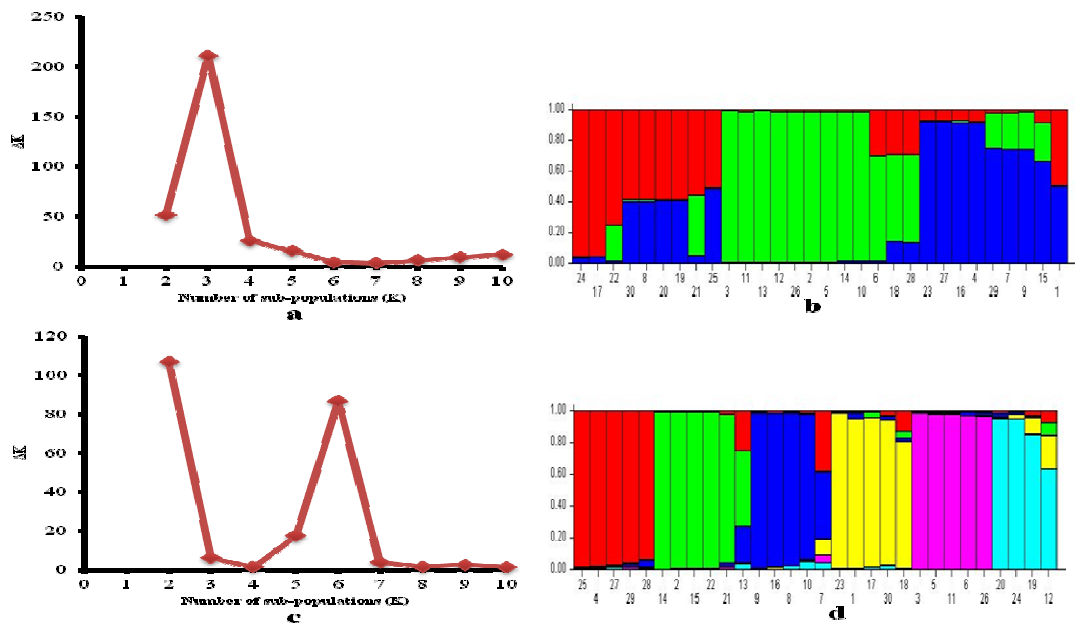 250
200
150
100
50
0
ΔK
0 1 2 3 4 5 6 7 8 9 10
Number of sub-populations (K)
a
1.00
0.80
0.60
0.40
0.20
0.00
24 22 8 19 25 11 12 2 14 6 28 27 4 7 15
17 30 20 21 3 13 26 5 10 18 23 16 29 9 1
b
120
100
80
60
40
20
0
ΔK
0 1 2 3 4 5 6 7 8 9 10
Number of sub-populations (K)
c
1.00
0.80
0.60
0.40
0.20
0.00
25 27 28 2 22 13 16 10 23 17 18 5 6 20 19
4 29 14 15 21 9 8 7 1 30 3 11 26 24 12
d